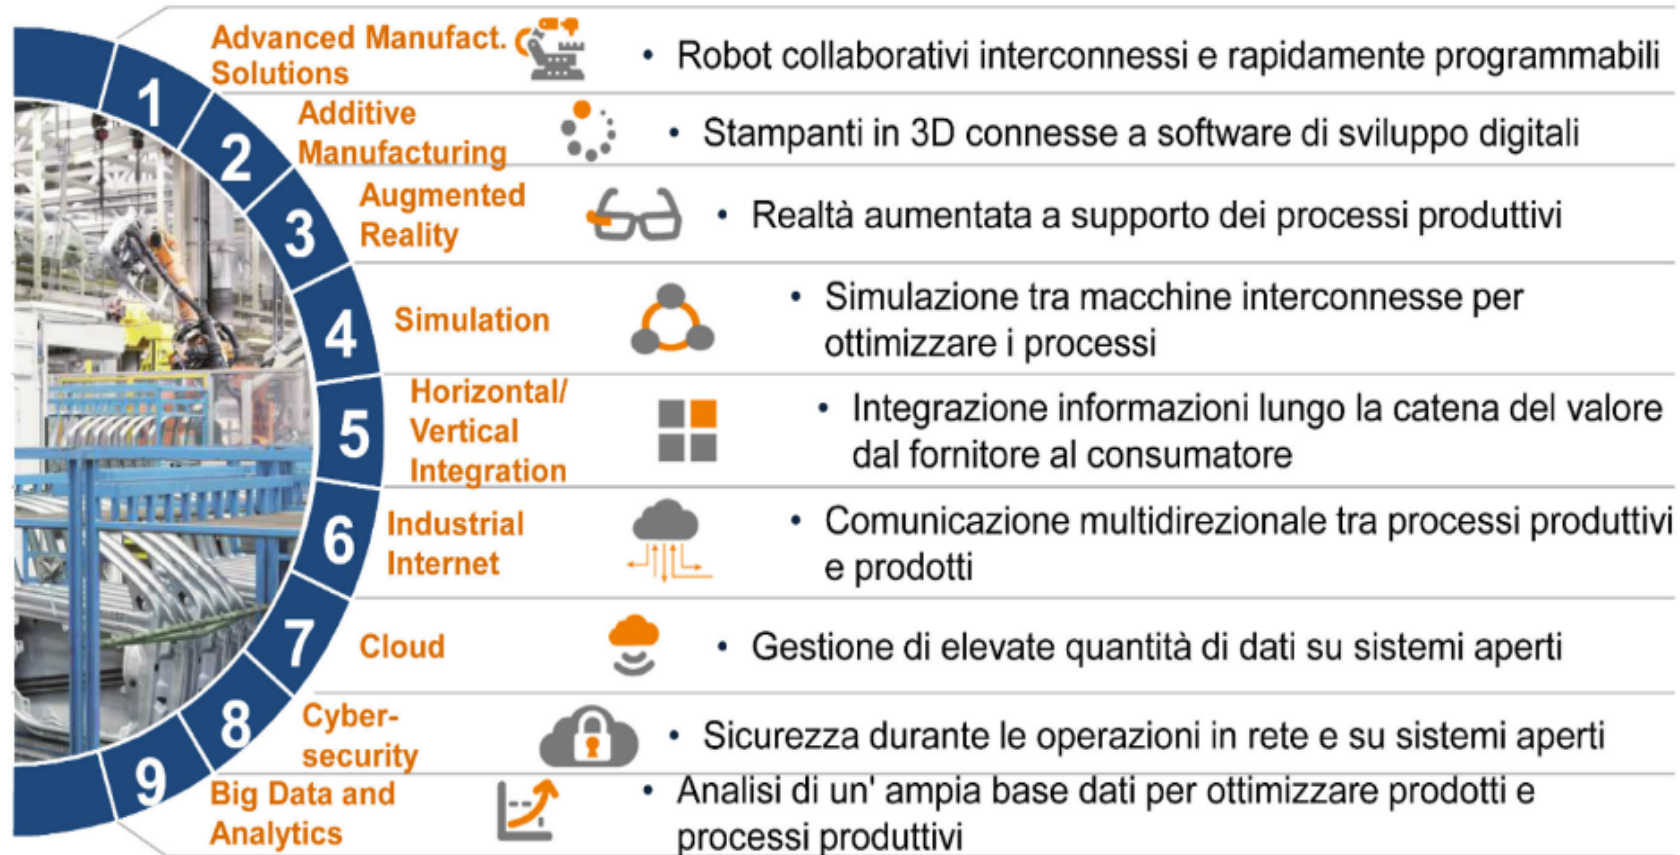 1
Advanced Manufact.
Solutions
• Robot collaborativi interconnessi e rapidamente programmabili
2
Additive
Manufacturing
• Stampanti in 3D connesse a software di sviluppo digitali
3
Augmented
Reality
• Realtà aumentata a supporto dei processi produttivi
4
Simulation
• Simulazione tra macchine interconnesse per
ottimizzare i processi
5
Horizontal/
Vertical
Integration
• Integrazione informazioni lungo la catena del valore
dal fornitore al consumatore
6
Industrial
Internet
• Comunicazione multidirezionale tra processi produttivi
e prodotti
7
Cloud
• Gestione di elevate quantità di dati su sistemi aperti
8
Cyber-
security
• Sicurezza durante le operazioni in rete e su sistemi aperti
9
Big Data and
Analytics
• Analisi di un' ampia base dati per ottimizzare prodotti e
processi produttivi